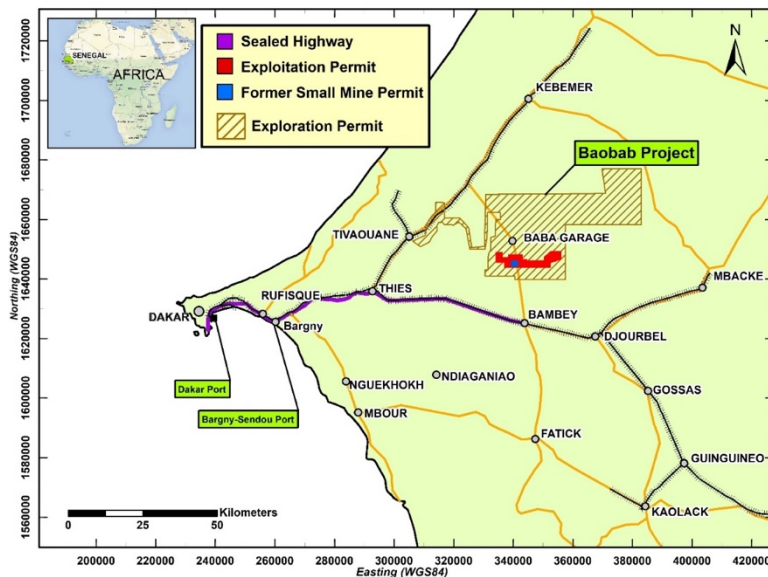 SENEGAL
AFRICA
Sealed Highway
Exploitation Permit
Former Small Mine Permit
Exploration Permit
N
KEBEMER
Baobab Project
TIVAOUANE
BABA GARAGE
MBACKE
THIES
RUFISQUE
DAKAR
Bargny
BAMBEY
DJOURBEL
Dakar Port
NGUEKHOKH
NDIAGANIAO
GOSSAS
Bargny-Sendou Port
MBOUR
FATICK
GUINGUINEO
KAOLACK
Kilometers
0 12.5 25 50
1720000
1700000
1680000
1660000
1640000
1620000
1600000
1580000
1560000
Northing (WGS84)
200000 220000 240000 260000 280000 300000 320000 340000 360000 380000 400000 420000
Easting (WGS84)